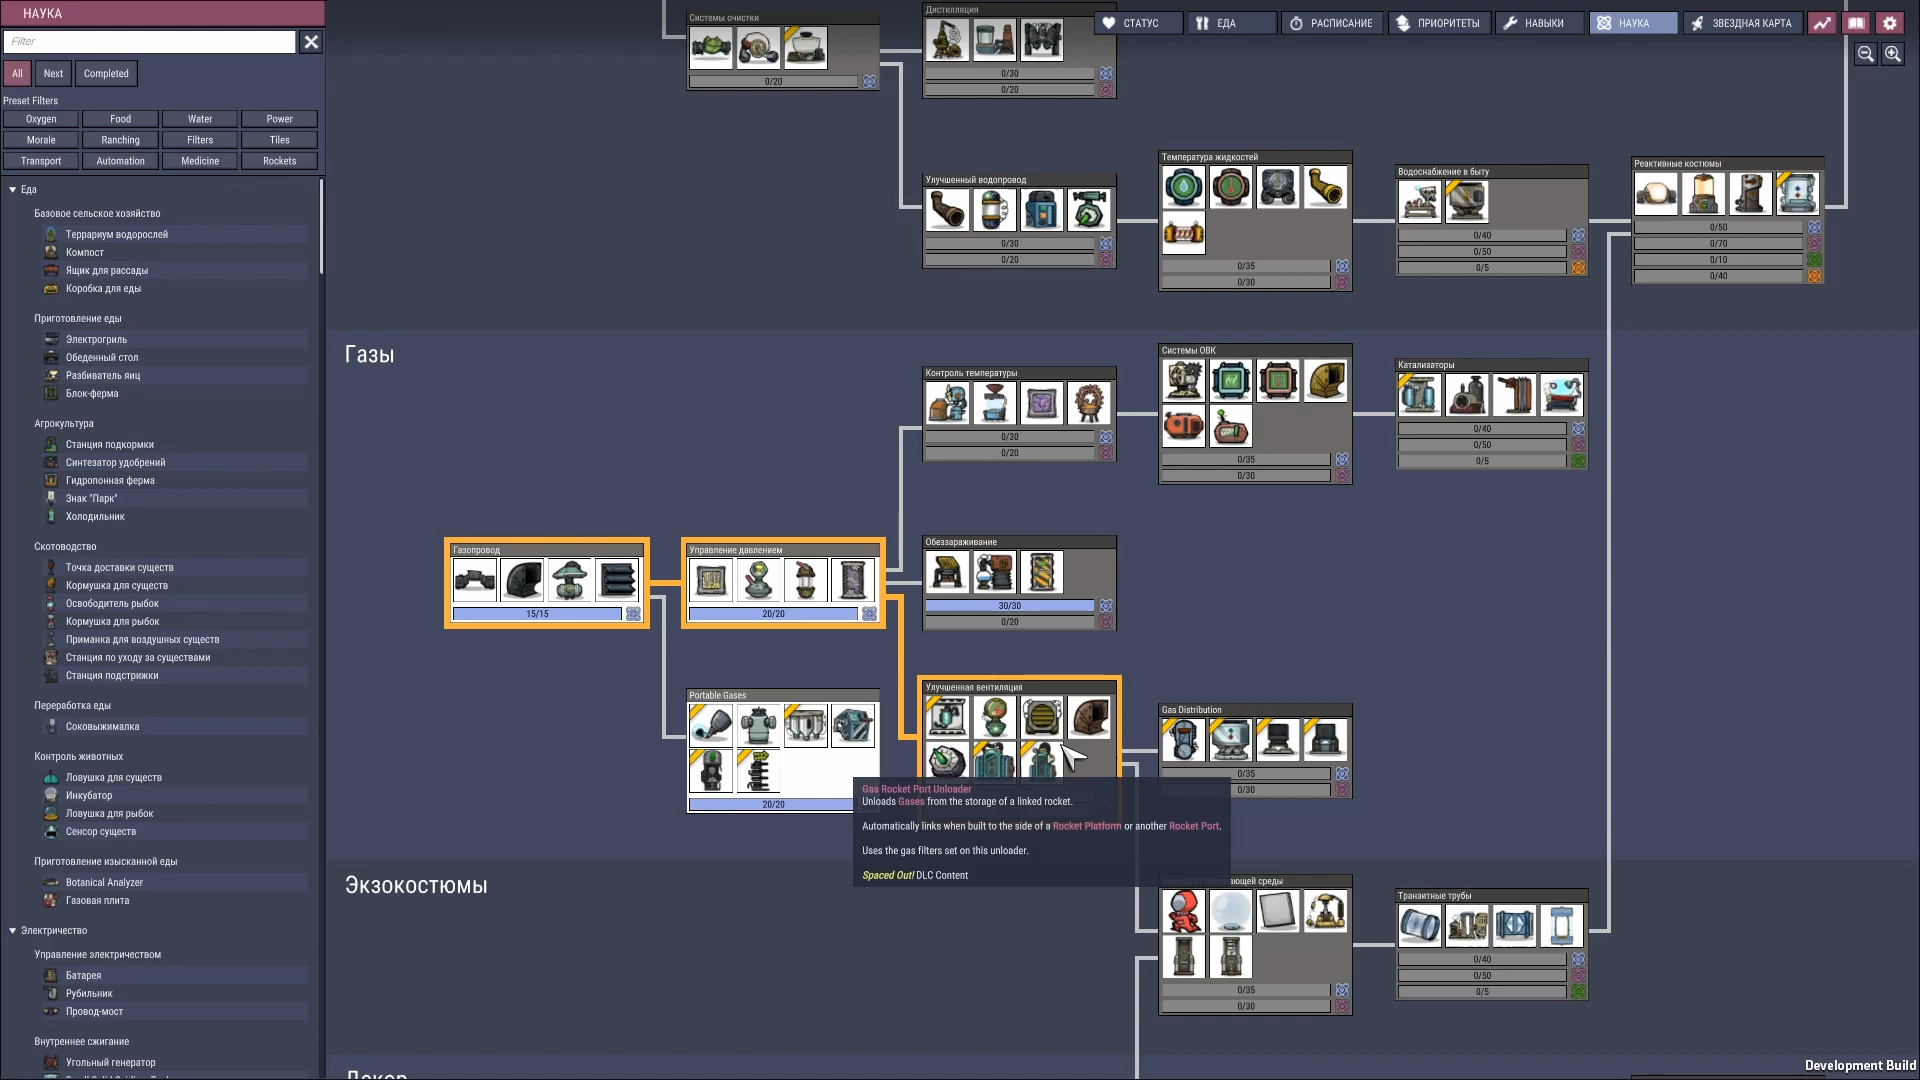 НАУКА
Filter
All
Next
Completed
Preset Filters
Oxygen
Food
Water
Power
Morale
Ranching
Filters
Tiles
Transport
Automation
Medicine
Rockets
Еда
Базовое сельское хозяйство
Террариум водорослей
Компост
Ящик для рассады
Коробка для еды
Приготовление еды
Электрогриль
Обеденный стол
Разбиватель яиц
Блок-ферма
Агрокультура
Станция подкормки
Синтезатор удобрений
Гидропонная ферма
Знак "Парк"
Холодильник
Скотоводство
Точка доставки существ
Кормушка для существ
Освободитель рыбок
Кормушка для рыбок
Приманка для воздушных существ
Станция по уходу за существами
Станция подстрижки
Переработка еды
Соковыжималка
Контроль животных
Ловушка для существ
Инкубатор
Ловушка для рыбок
Сенсор существ
Приготовление изысканной еды
Botanical Analyzer
Газовая плита
Электричество
Управление электричеством
Батарея
Рубильник
Провод-мост
Внутреннее сжигание
Угольный генератор
СТАТУС
ЕДА
РАСПИСАНИЕ
ПРИОРИТЕТЫ
НАВЫКИ
НАУКА
ЗВЕЗДНАЯ КАРТА
Системы очистки
0/20
Дистилляция
0/30
0/20
Улучшенный водопровод
0/30
0/20
Температура жидкостей
0/35
0/30
Водоснабжение в быту
0/40
0/50
0/5
Реактивные костюмы
0/50
0/70
0/10
0/40
Газы
Контроль температуры
0/30
0/20
Системы ОВК
0/35
0/30
Катализаторы
0/40
0/50
0/5
Газопровод
15/15
Управление давлением
20/20
Обеззараживание
30/30
0/20
Portable Gases
20/20
Улучшенная вентиляция
Gas Distribution
0/35
0/30
Gas Rocket Port Unloader
Unloads Gases from the storage of a linked rocket.
Automatically links when built to the side of a Rocket Platform or another Rocket Port.
Uses the gas filters set on this unloader.
Spaced Out! DLC Content
Экзокостюмы
среды
0/35
0/30
Транзитные трубы
0/40
0/50
0/5
Декор
Development Build